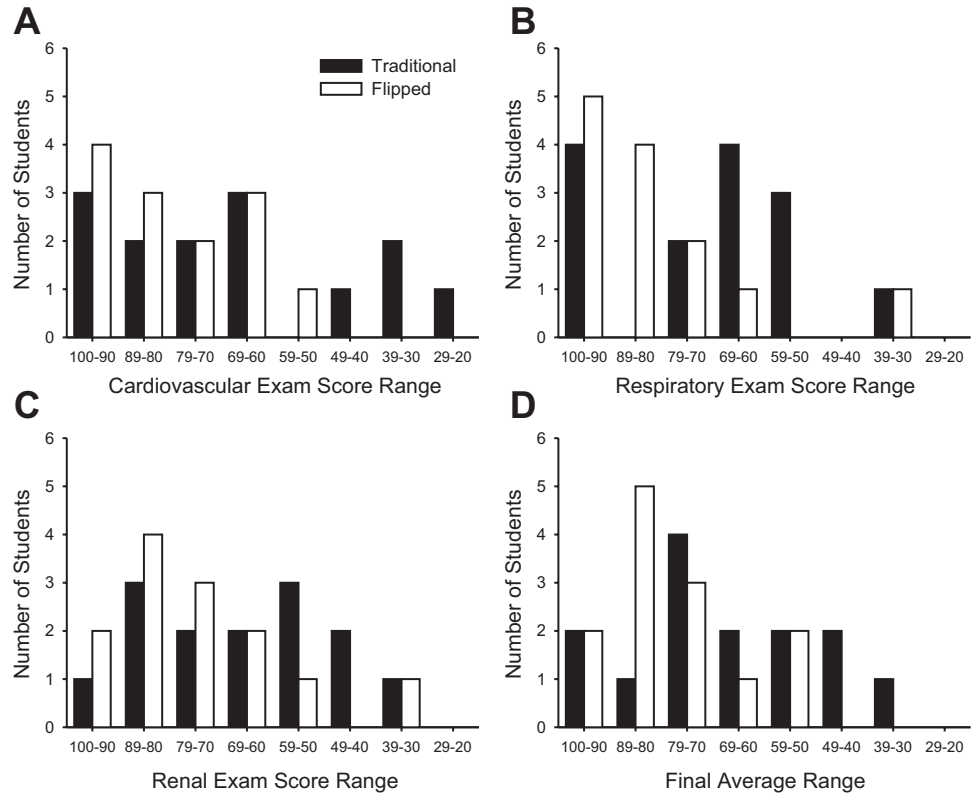 A
6
5
4
3
2
1
0
Number of Students
Traditional
Flipped
100-90 89-80 79-70 69-60 59-50 49-40 39-30 29-20
Cardiovascular Exam Score Range
B
6
5
4
3
2
1
0
Number of Students
100-90 89-80 79-70 69-60 59-50 49-40 39-30 29-20
Respiratory Exam Score Range
C
6
5
4
3
2
1
0
Number of Students
100-90 89-80 79-70 69-60 59-50 49-40 39-30 29-20
Renal Exam Score Range
D
6
5
4
3
2
1
0
Number of Students
100-90 89-80 79-70 69-60 59-50 49-40 39-30 29-20
Final Average Range